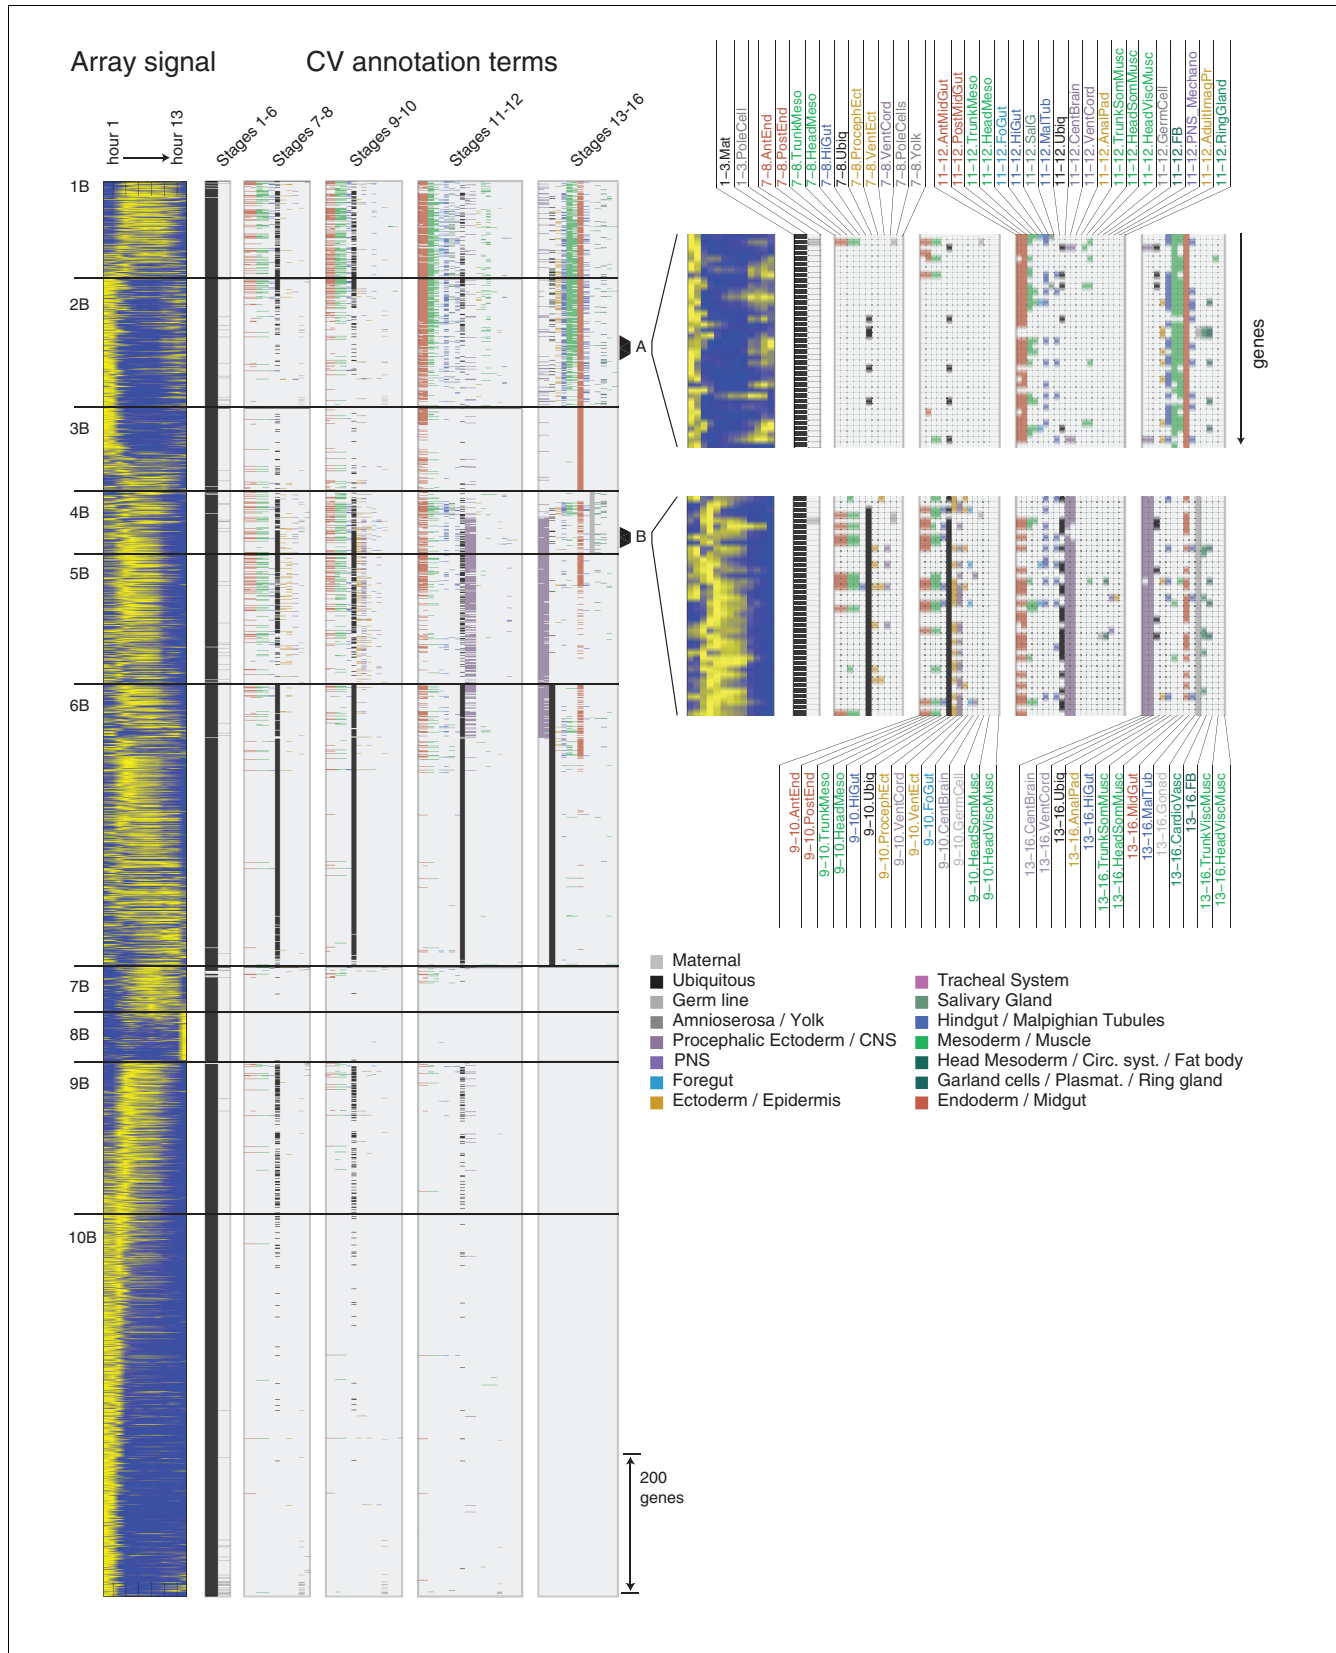 Array signal
CV annotation terms
hour 1
hour 13
Stages 1-6
Stages 7-8
Stages 9-10
Stages 11-12
Stages 13-16
1B
2B
3B
4B
5B
6B
7B
8B
9B
10B
A
B
200
genes
1–3.Mat
1–3.PoleCell
7–8.AntEnd
7–8.PostEnd
7–8.TrunkMeso
7–8.HeadMeso
7–8.HiGut
7–8.Ubiq
7–8.ProcephEct
7–8.VentEct
7–8.VentCord
7–8.PoleCells
7–8.Yolk
11–12.AntMidGut
11–12.PostMidGut
11–12.TrunkMeso
11–12.HeadMeso
11–12.FoGut
11–12.HiGut
11–12.SalG
11–12.MalTub
11–12.Ubiq
11–12.CentBrain
11–12.VentCord
11–12.AnalPad
11–12.TrunkSomMusc
11–12.HeadSomMusc
11–12.HeadViscMusc
11–12.GermCell
11–12.FB
11–12.PNS_Mechano
11–12.AdultImagPr
11–12.RingGland
genes
9–10.AntEnd
9–10.PostEnd
9–10.TrunkMeso
9–10.HeadMeso
9–10.HiGut
9–10.Ubiq
9–10.ProcephEct
9–10.VentCord
9–10.VentEct
9–10.FoGut
9–10.CentBrain
9–10.GermCell
9–10.HeadSomMusc
9–10.HeadViscMusc
13–16.CentBrain
13–16.VentCord
13–16.Ubiq
13–16.AnalPad
13–16.HiGut
13–16.TrunkSomMusc
13–16.HeadSomMusc
13–16.MidGut
13–16.MalTub
13–16.Gonad
13–16.CardioVasc
13–16.FB
13–16.TrunkViscMusc
13–16.HeadViscMusc
Maternal
Ubiquitous
Germ line
Amnioserosa / Yolk
Procephalic Ectoderm / CNS
PNS
Foregut
Ectoderm / Epidermis
Tracheal System
Salivary Gland
Hindgut / Malpighian Tubules
Mesoderm / Muscle
Head Mesoderm / Circ. syst. / Fat body
Garland cells / Plasmat. / Ring gland
Endoderm / Midgut